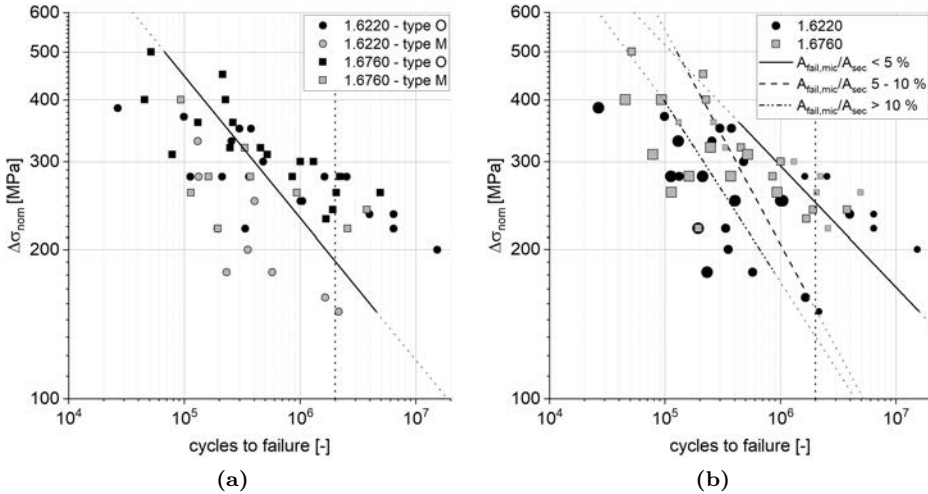 600
500
400
300
200
100
Δσnom [MPa]
10^4
10^5
10^6
10^7
cycles to failure [-]
1.6220 - type O
1.6220 - type M
1.6760 - type O
1.6760 - type M
(a)
600
500
400
300
200
100
Δσnom [MPa]
10^4
10^5
10^6
10^7
cycles to failure [-]
1.6220
1.6760
Afail,mic/Asec < 5 %
Afail,mic/Asec 5 - 10 %
Afail,mic/Asec > 10 %
(b)